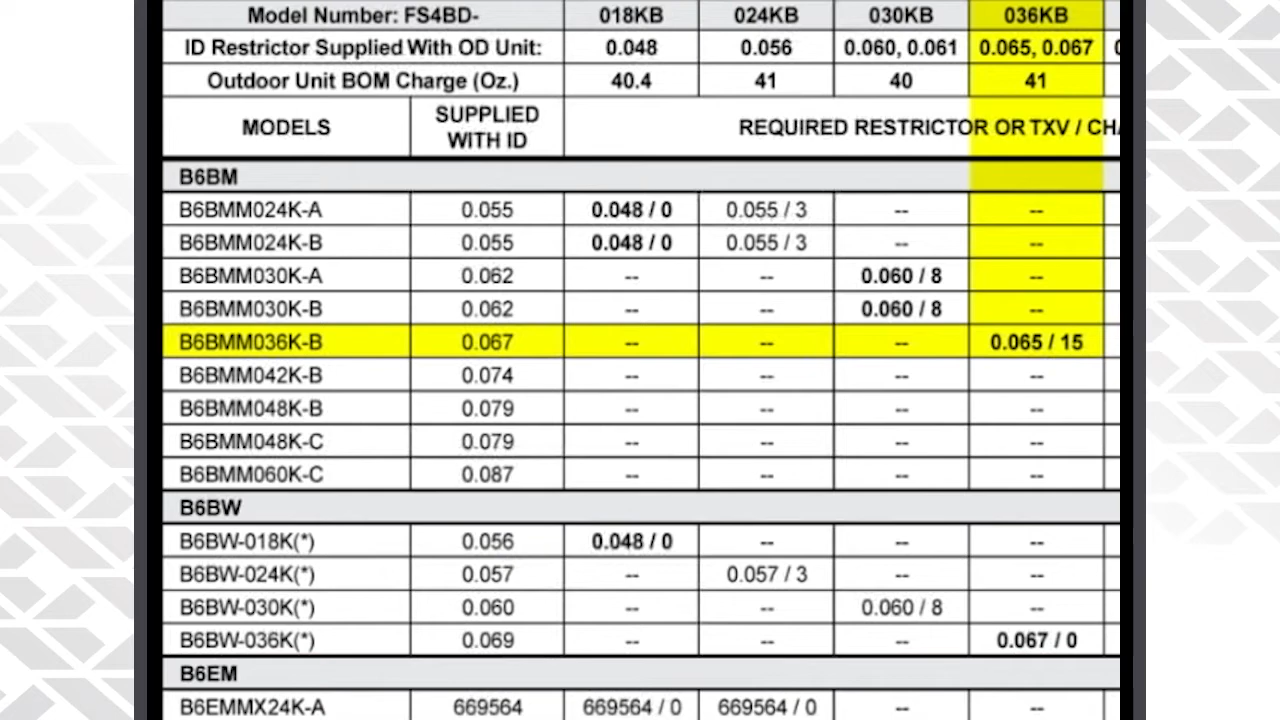 Model Number: FS4BD- 018KB 024KB 030KB 036KB
ID Restrictor Supplied With OD Unit: 0.048 0.056 0.060, 0.061 0.065, 0.067
Outdoor Unit BOM Charge (Oz.) 40.4 41 40 41
MODELS SUPPLIED WITH ID REQUIRED RESTRICTOR OR TXV /
B6BM
B6BMM024K-A 0.055 0.048 / 0 0.055 / 3 -- --
B6BMM024K-B 0.055 0.048 / 0 0.055 / 3 -- --
B6BMM030K-A 0.062 -- -- 0.060 / 8 --
B6BMM030K-B 0.062 -- -- 0.060 / 8 --
B6BMM036K-B 0.067 -- -- -- 0.065 / 15
B6BMM042K-B 0.074 -- -- -- --
B6BMM048K-B 0.079 -- -- -- --
B6BMM048K-C 0.079 -- -- -- --
B6BMM060K-C 0.087 -- -- -- --
B6BW
B6BW-018K(*) 0.056 0.048 / 0 -- -- --
B6BW-024K(*) 0.057 -- 0.057 / 3 -- --
B6BW-030K(*) 0.060 -- -- 0.060 / 8 --
B6BW-036K(*) 0.069 -- -- -- 0.067 / 0
B6EM
B6EMMX24K-A 669564 669564 / 0 669564 / 0 -- --